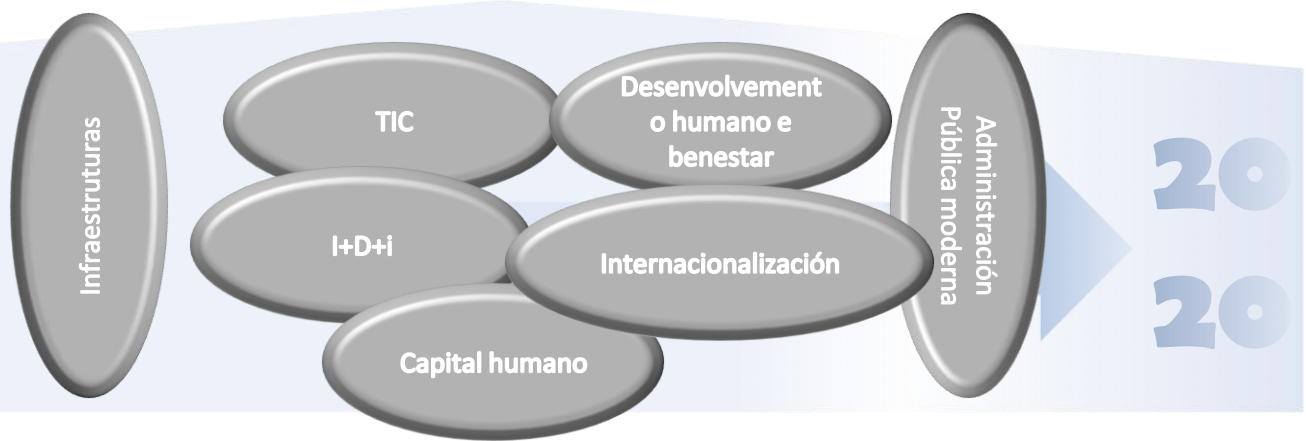 Infraestruturas
TIC
Desenvolvement
o humano e
benestar
I+D+i
Internacionalización
Capital humano
Administración
Pública moderna
20
20